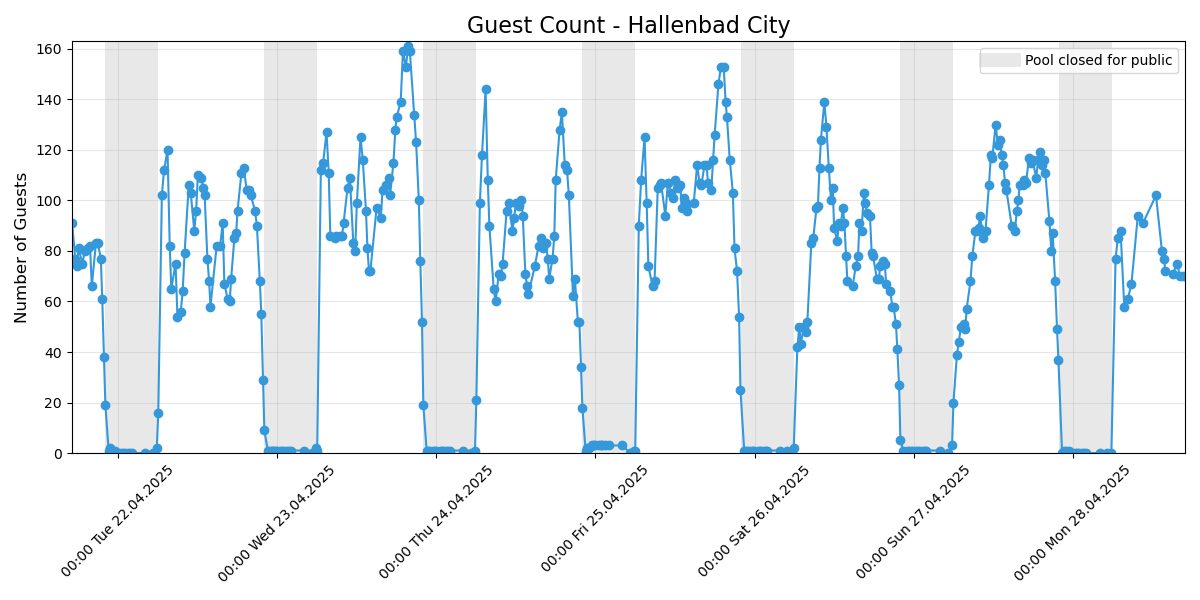 Guest Count - Hallenbad City
Pool closed for public
Number of Guests
160
140
120
100
80
60
40
20
0
00:00 Tue 22.04.2025
00:00 Wed 23.04.2025
00:00 Thu 24.04.2025
00:00 Fri 25.04.2025
00:00 Sat 26.04.2025
00:00 Sun 27.04.2025
00:00 Mon 28.04.2025